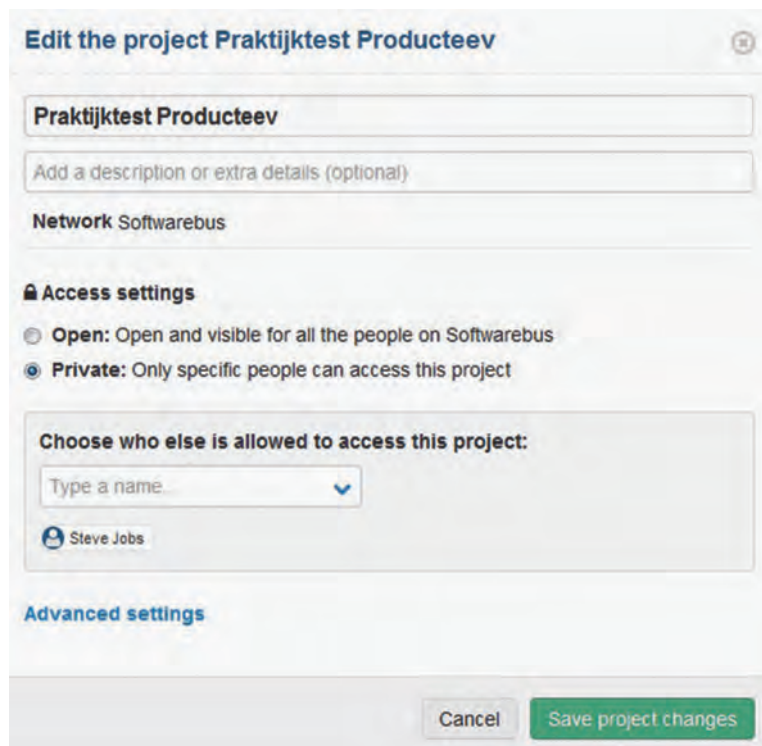 Edit the project Praktijktest Producteev
Praktijktest Producteev
Add a description or extra details (optional)
Network Softwarebus
Access settings
Open: Open and visible for all the people on Softwarebus
Private: Only specific people can access this project
Choose who else is allowed to access this project:
Type a name...
Steve Jobs
Advanced settings
Cancel
Save project changes